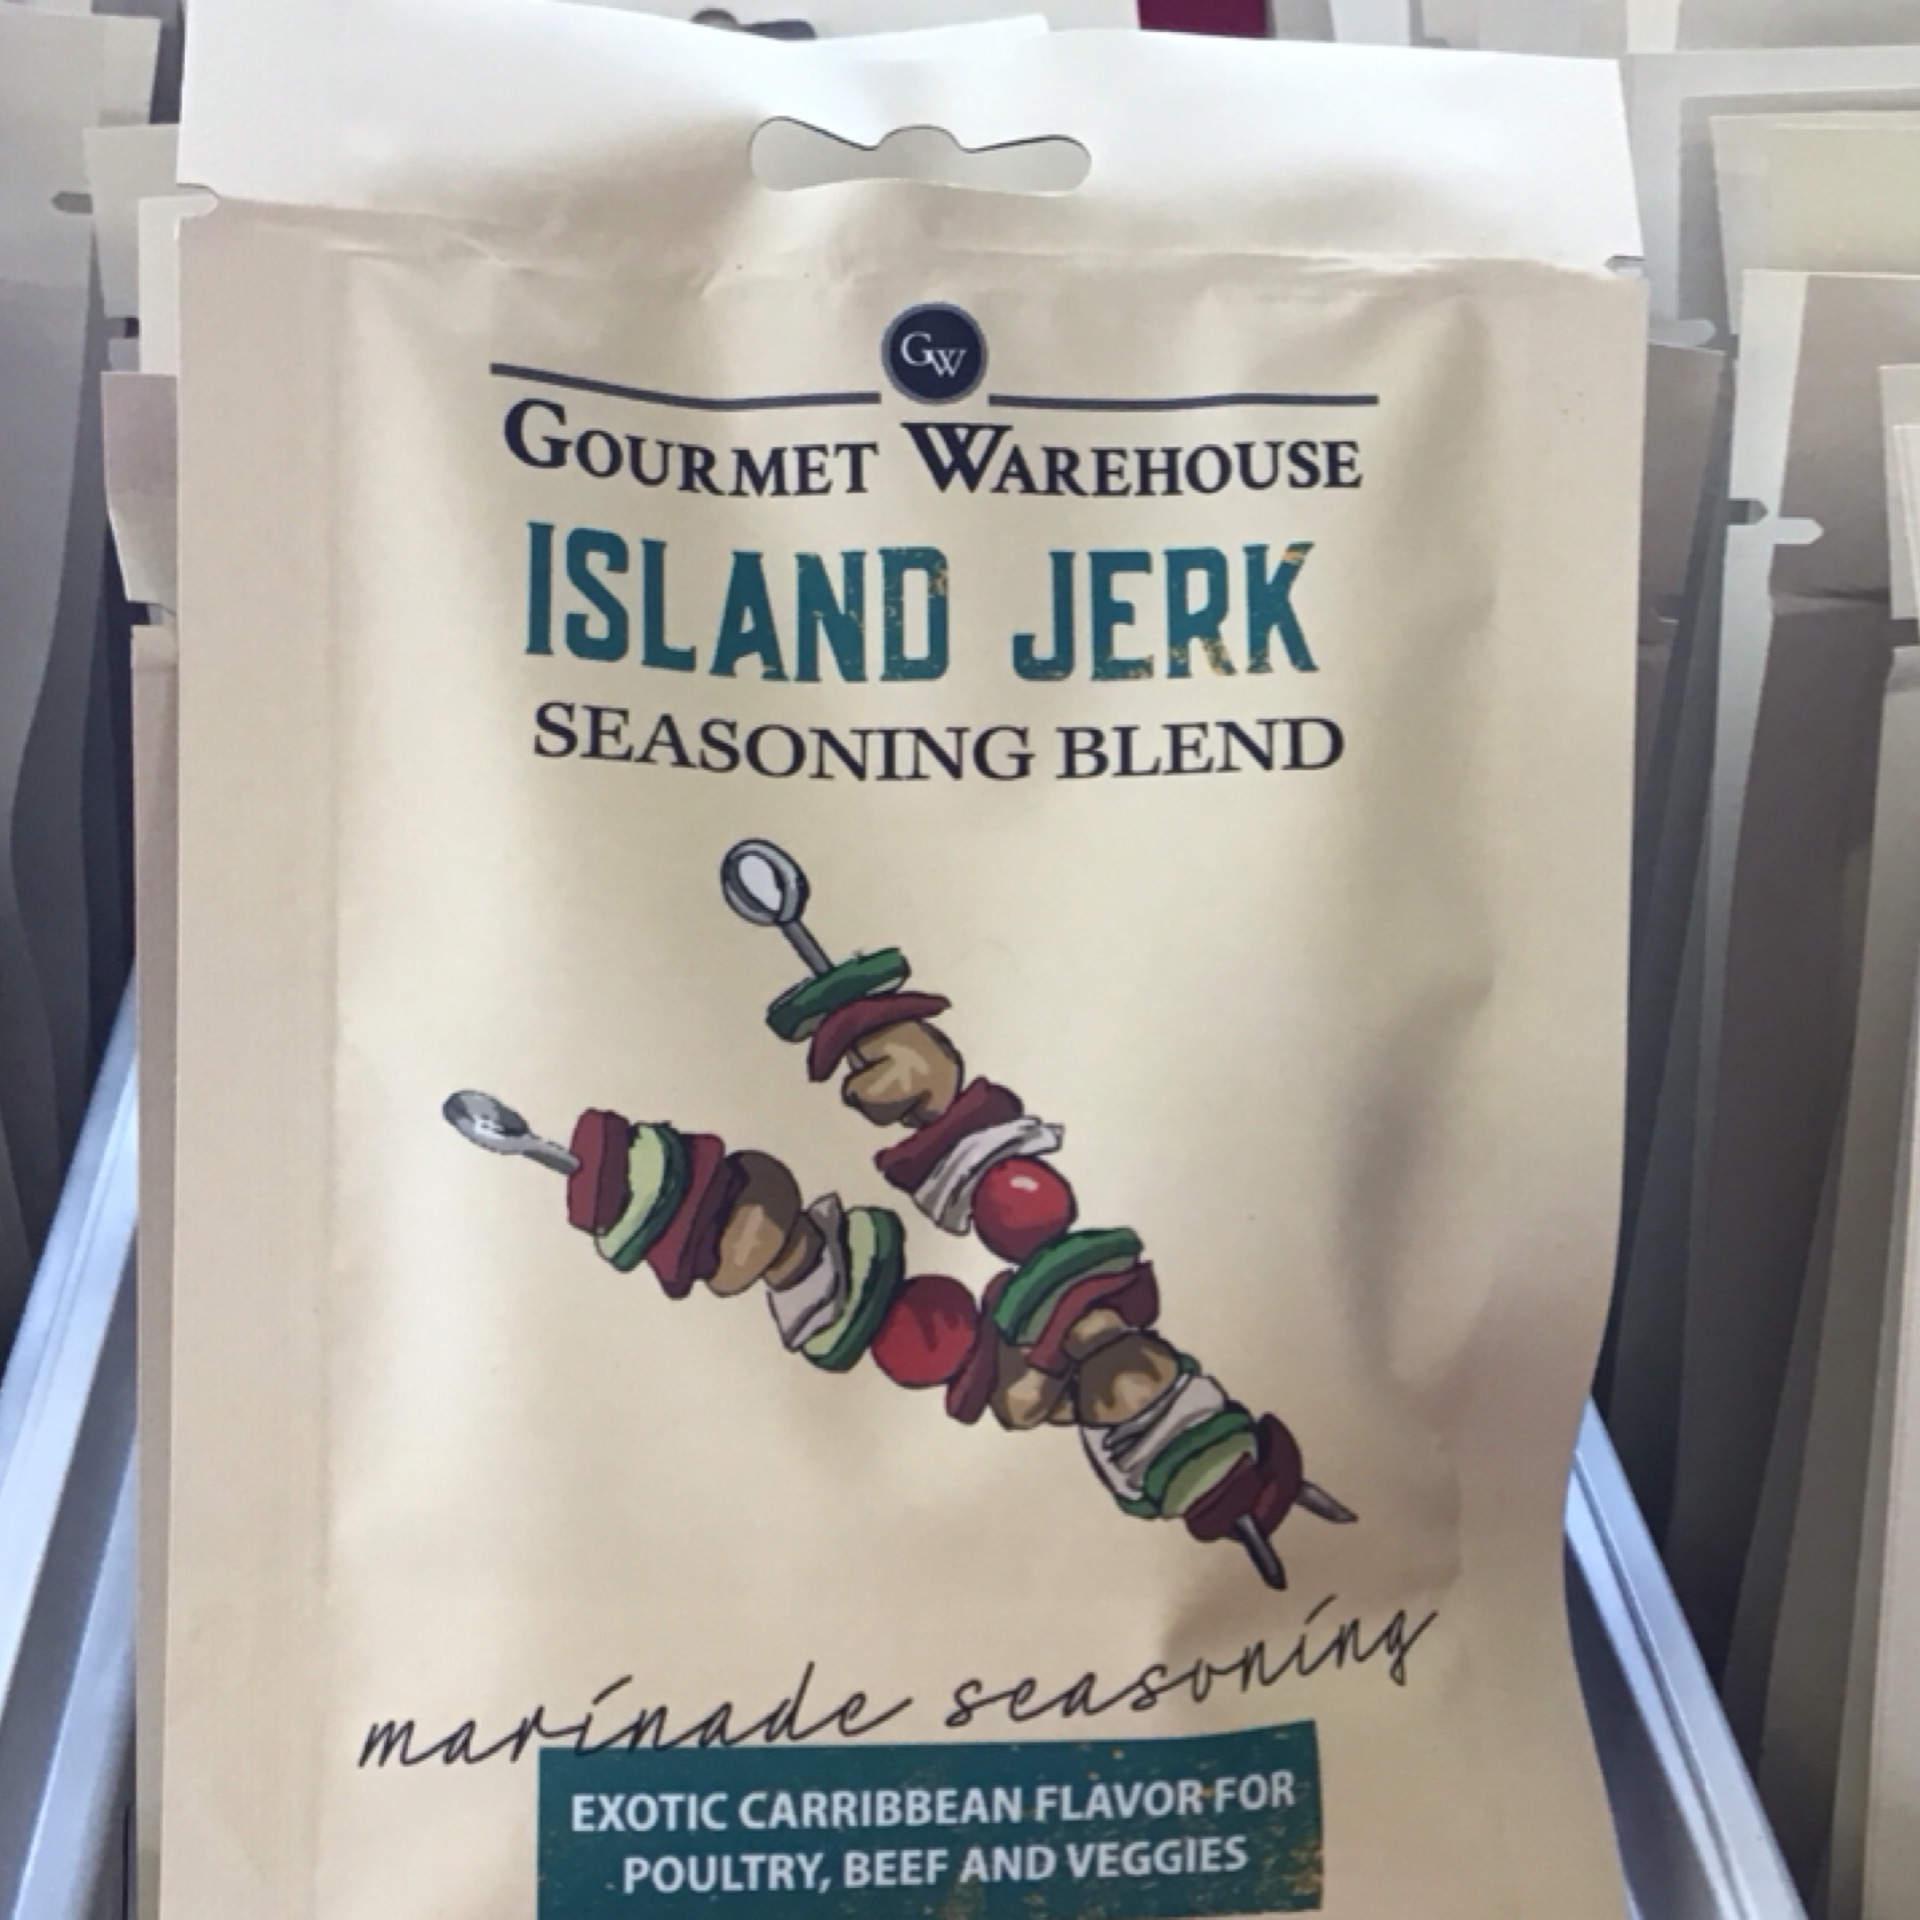 GW
GOURMET WAREHOUSE
ISLAND JERK
SEASONING BLEND
marinade seasoning
EXOTIC CARRIBBEAN FLAVOR FOR
POULTRY, BEEF AND VEGGIES